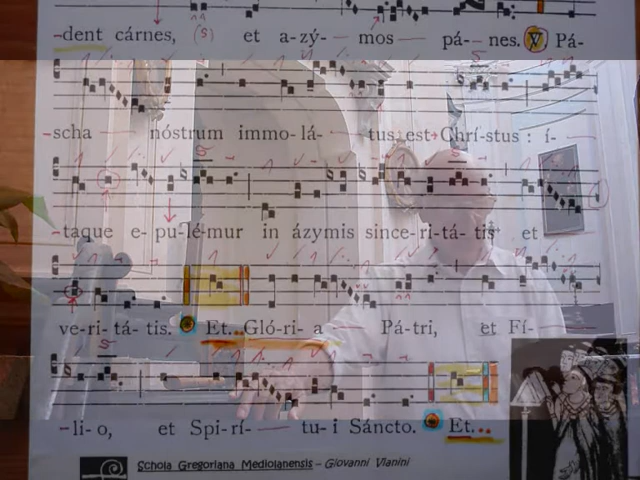 -dent cárnes, (s) et a-zý- mos pá- nes. ℣ Pá-
-scha nóstrum immo-lá- tus est Chrí-stus : í-
-taque e- pu-lé-mur in ázymis since-ri-tá- tis et
ve-ri-tá- tis. Et...Gló-ri- a Pá-tri, et Fí-
-li-o, et Spi-rí- tu-i Sáncto. Et...
Schola Gregoriana Mediolanensis - Giovanni Vianini